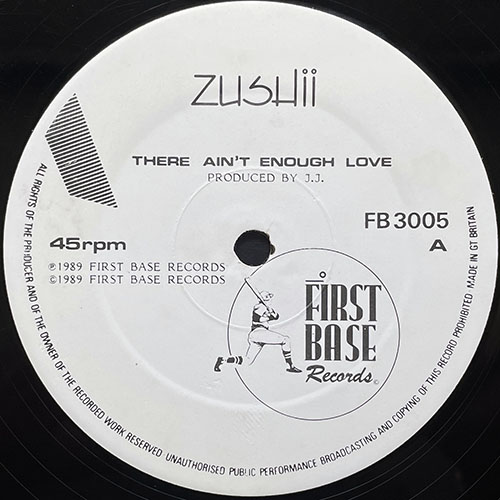 ZUSHii
THERE AIN'T ENOUGH LOVE
PRODUCED BY J.J.
FB 3005
45rpm
A
℗1989 FIRST BASE RECORDS
©1989 FIRST BASE RECORDS
FIRST
BASE
Records©
ALL RIGHTS OF THE PRODUCER AND OF THE OWNER OF THE RECORDED WORK RESERVED. UNAUTHORISED PUBLIC PERFORMANCE BROADCASTING AND COPYING OF THIS RECORD PROHIBITED MADE IN GT BRITAIN